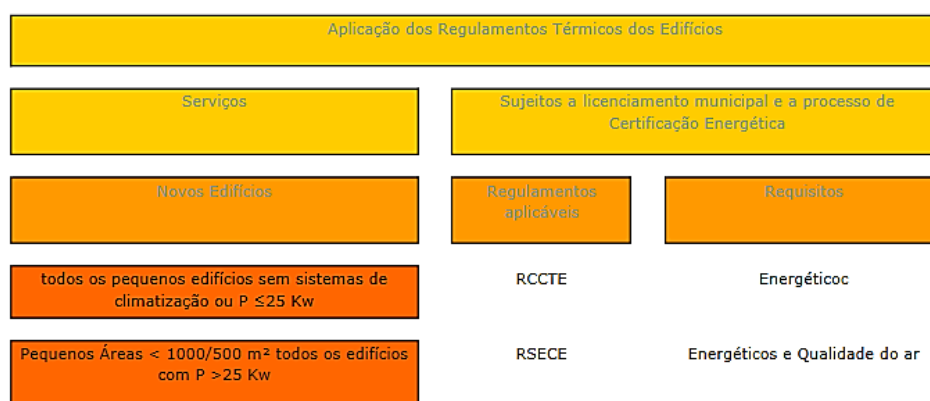 Aplicação dos Regulamentos Térmicos dos Edifícios
Serviços
Sujeitos a licenciamento municipal e a processo de
Certificação Energética
Novos Edifícios
Regulamentos
aplicáveis
Requisitos
todos os pequenos edifícios sem sistemas de
climatização ou P ≤25 Kw
RCCTE
Energéticoc
Pequenos Áreas < 1000/500 m² todos os edifícios
com P >25 Kw
RSECE
Energéticos e Qualidade do ar